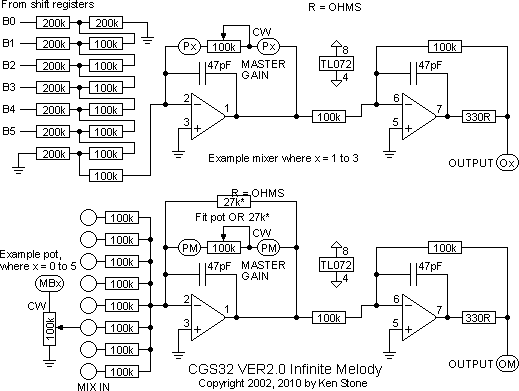 From shift registers
R = OHMS
B0 200k 200k
B1 200k 100k
B2 200k 100k
B3 200k 100k
B4 200k 100k
B5 200k 100k
200k 100k
100k
Px 100k Px
CW
MASTER
GAIN
47pF
2
3
1
8
TL072
4
100k
100k
47pF
6
5
7
330R
OUTPUT Ox
Example mixer where x = 1 to 3
R = OHMS
27k*
Fit pot OR 27k*
CW
PM 100k PM
MASTER
GAIN
47pF
2
3
1
8
TL072
4
100k
100k
47pF
6
5
7
330R
OUTPUT OM
Example pot,
where x = 0 to 5
MBx
CW
100k
100k
100k
100k
100k
100k
100k
100k
100k
MIX IN
CGS32 VER2.0 Infinite Melody
Copyright 2002, 2010 by Ken Stone